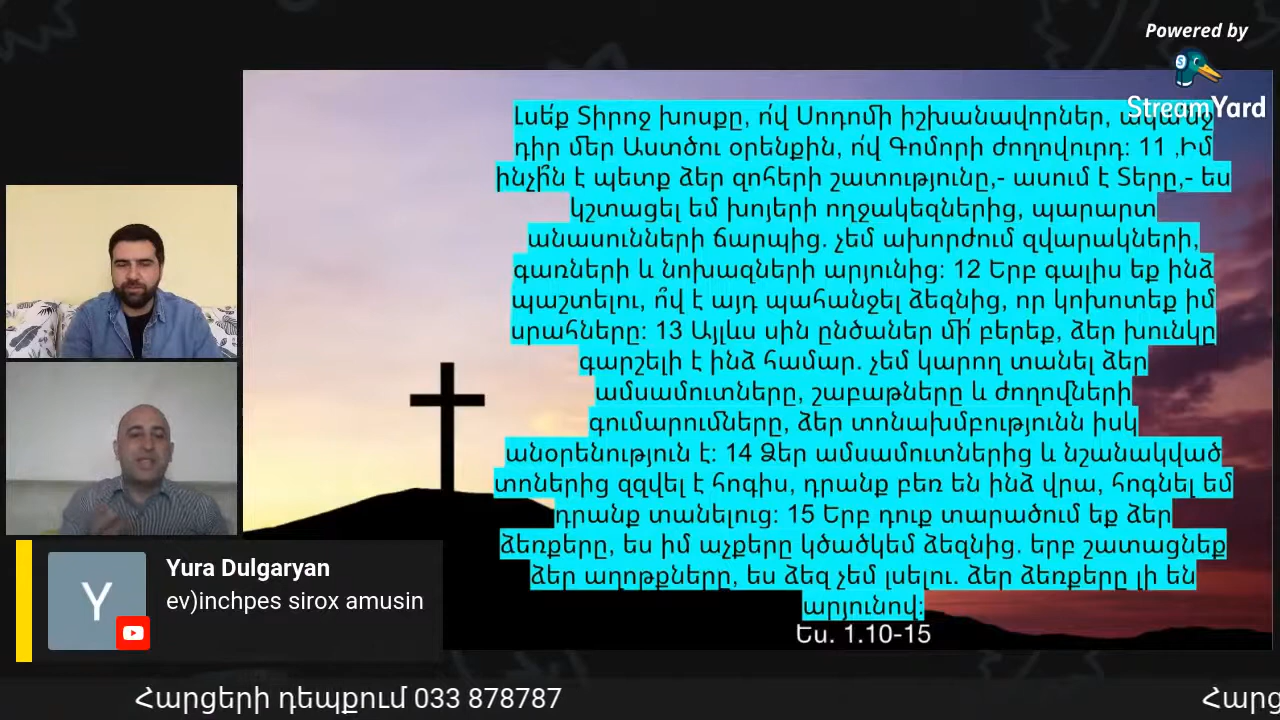 Powered by
StreamYard
Լսե՛ք Տիրոջ խոսքը, ո՛վ Սոդոմի իշխանավորներ, ականջ
դիր մեր Աստծու օրենքին, ո՛վ Գոմորի ժողովուրդ: 11 ,Իմ
ինչի՞ն է պետք ձեր զոհերի շատությունը,- ասում է Տերը,- ես
կշտացել եմ խոյերի ողջակեզներից, պարարտ
անասունների ճարպից. չեմ ախորժում զվարակների,
գառների և նոխազների արյունից: 12 Երբ գալիս եք ինձ
պաշտելու, ո՞վ է այդ պահանջել ձեզնից, որ կոխոտեք իմ
սրահները: 13 Այլևս սին ընծաներ մի՛ բերեք, ձեր խունկը
գարշելի է ինձ համար. չեմ կարող տանել ձեր
ամսամուտները, շաբաթները և ժողովների
գումարումները, ձեր տոնախմբությունն իսկ
անօրենություն է: 14 Ձեր ամսամուտներից և նշանակված
տոներից զզվել է հոգիս, դրանք բեռ են ինձ վրա, հոգնել եմ
դրանք տանելուց: 15 Երբ դուք տարածում եք ձեր
ձեռքերը, ես իմ աչքերը կծածկեմ ձեզնից. երբ շատացնեք
ձեր աղոթքները, ես ձեզ չեմ լսելու. ձեր ձեռքերը լի են
արյունով:
Ես. 1.10-15
Y
Yura Dulgaryan
ev)inchpes sirox amusin
Հարցերի դեպքում 033 878787
Հարց